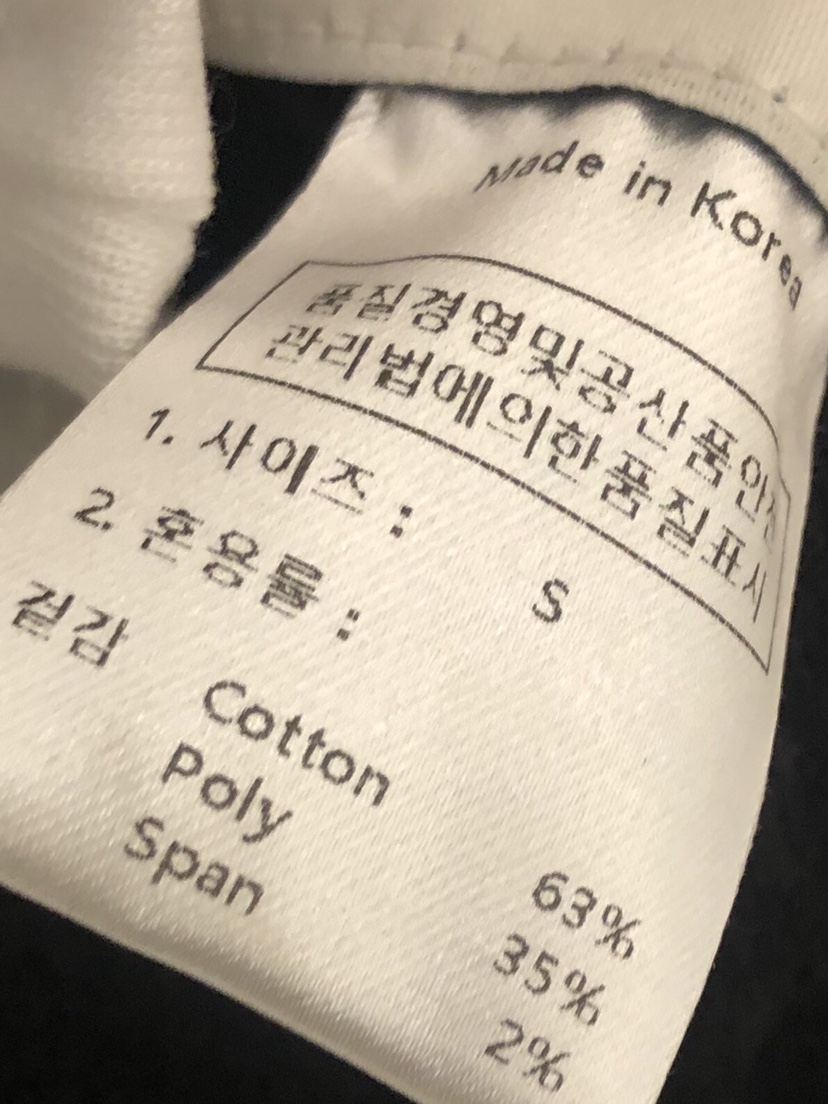 Made in Korea
품질경영및공산품안전
관리법에의한품질표시
1. 사이즈 : S
2. 혼용률 :
겉감
Cotton 63%
Poly 35%
Span 2%